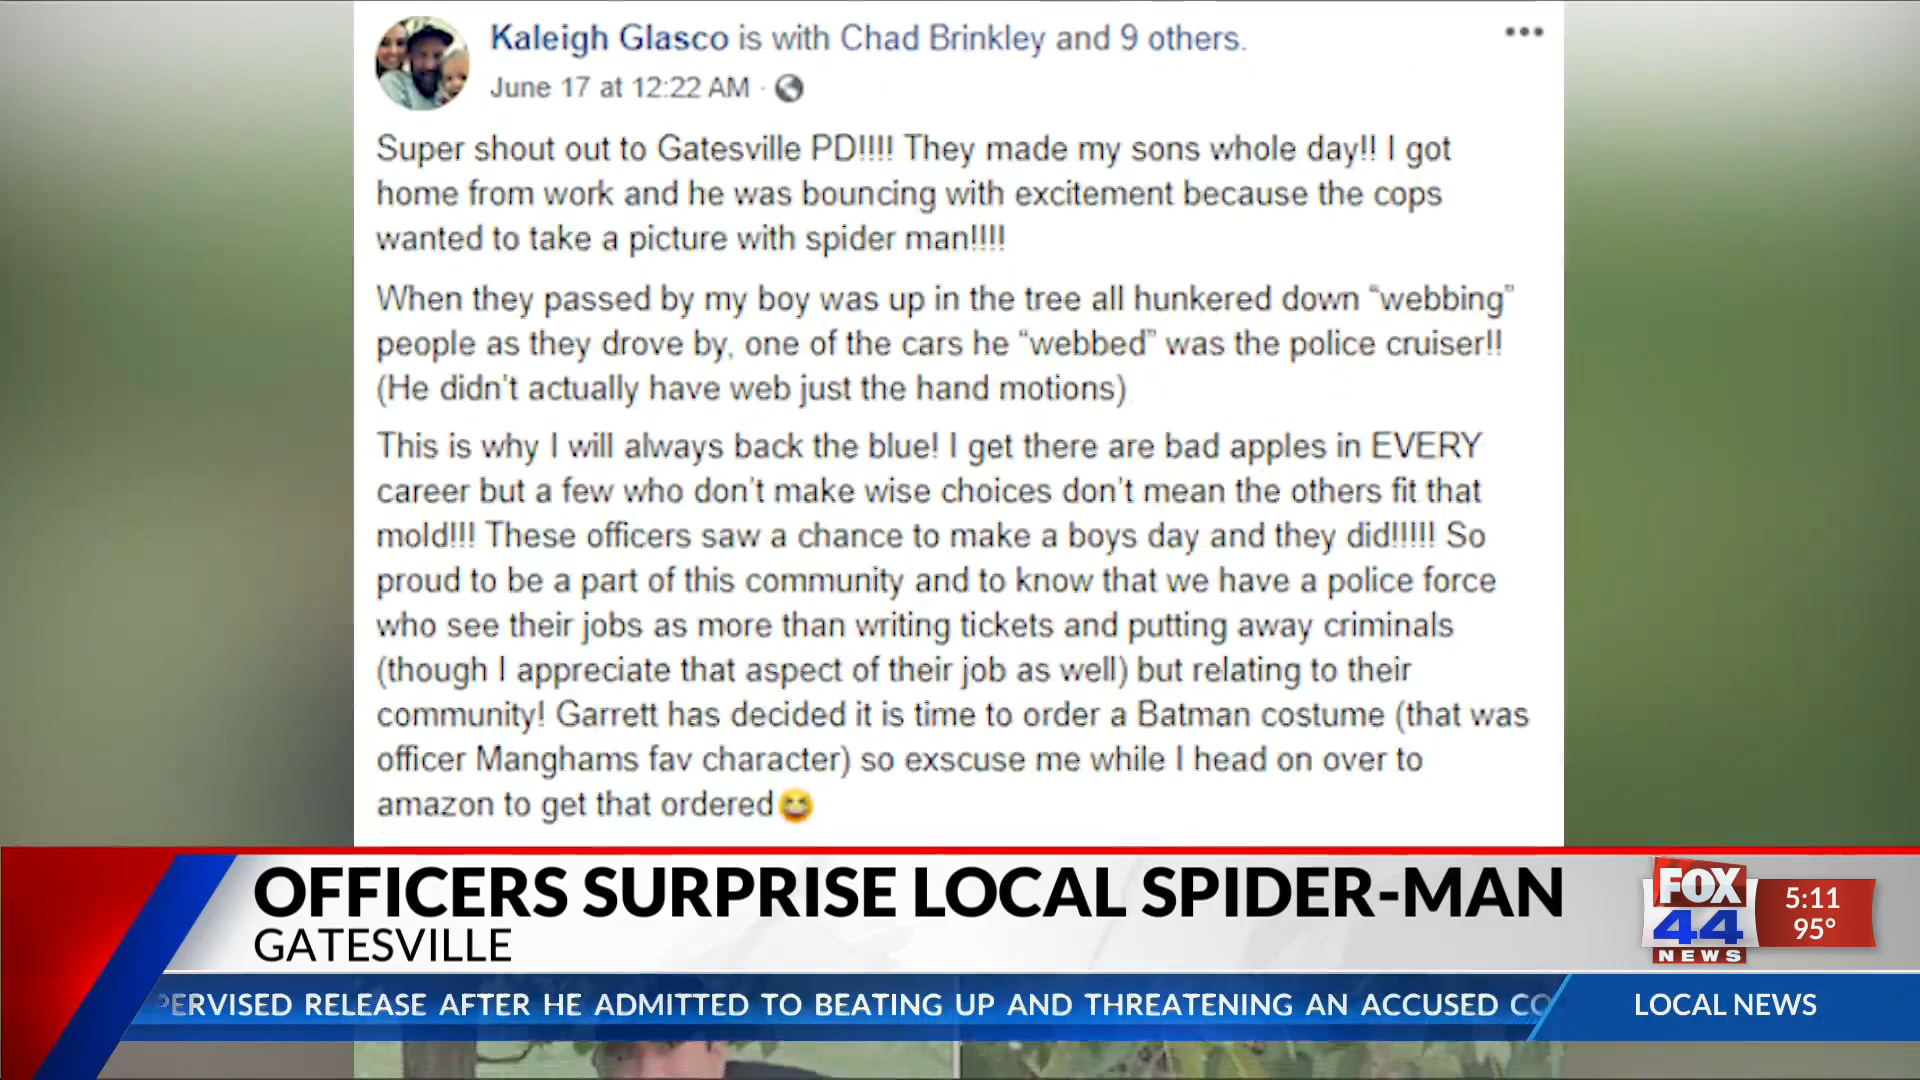 Kaleigh Glasco is with Chad Brinkley and 9 others.
June 17 at 12:22 AM ·
Super shout out to Gatesville PD!!!! They made my sons whole day!! I got
home from work and he was bouncing with excitement because the cops
wanted to take a picture with spider man!!!!
When they passed by my boy was up in the tree all hunkered down “webbing”
people as they drove by, one of the cars he “webbed” was the police cruiser!!
(He didn't actually have web just the hand motions)
This is why I will always back the blue! I get there are bad apples in EVERY
career but a few who don't make wise choices don't mean the others fit that
mold!!! These officers saw a chance to make a boys day and they did!!!!! So
proud to be a part of this community and to know that we have a police force
who see their jobs as more than writing tickets and putting away criminals
(though I appreciate that aspect of their job as well) but relating to their
community! Garrett has decided it is time to order a Batman costume (that was
officer Manghams fav character) so exscuse me while I head on over to
amazon to get that ordered😆
OFFICERS SURPRISE LOCAL SPIDER-MAN
GATESVILLE
FOX
44
NEWS
5:11
95°
PERVISED RELEASE AFTER HE ADMITTED TO BEATING UP AND THREATENING AN ACCUSED CO
LOCAL NEWS